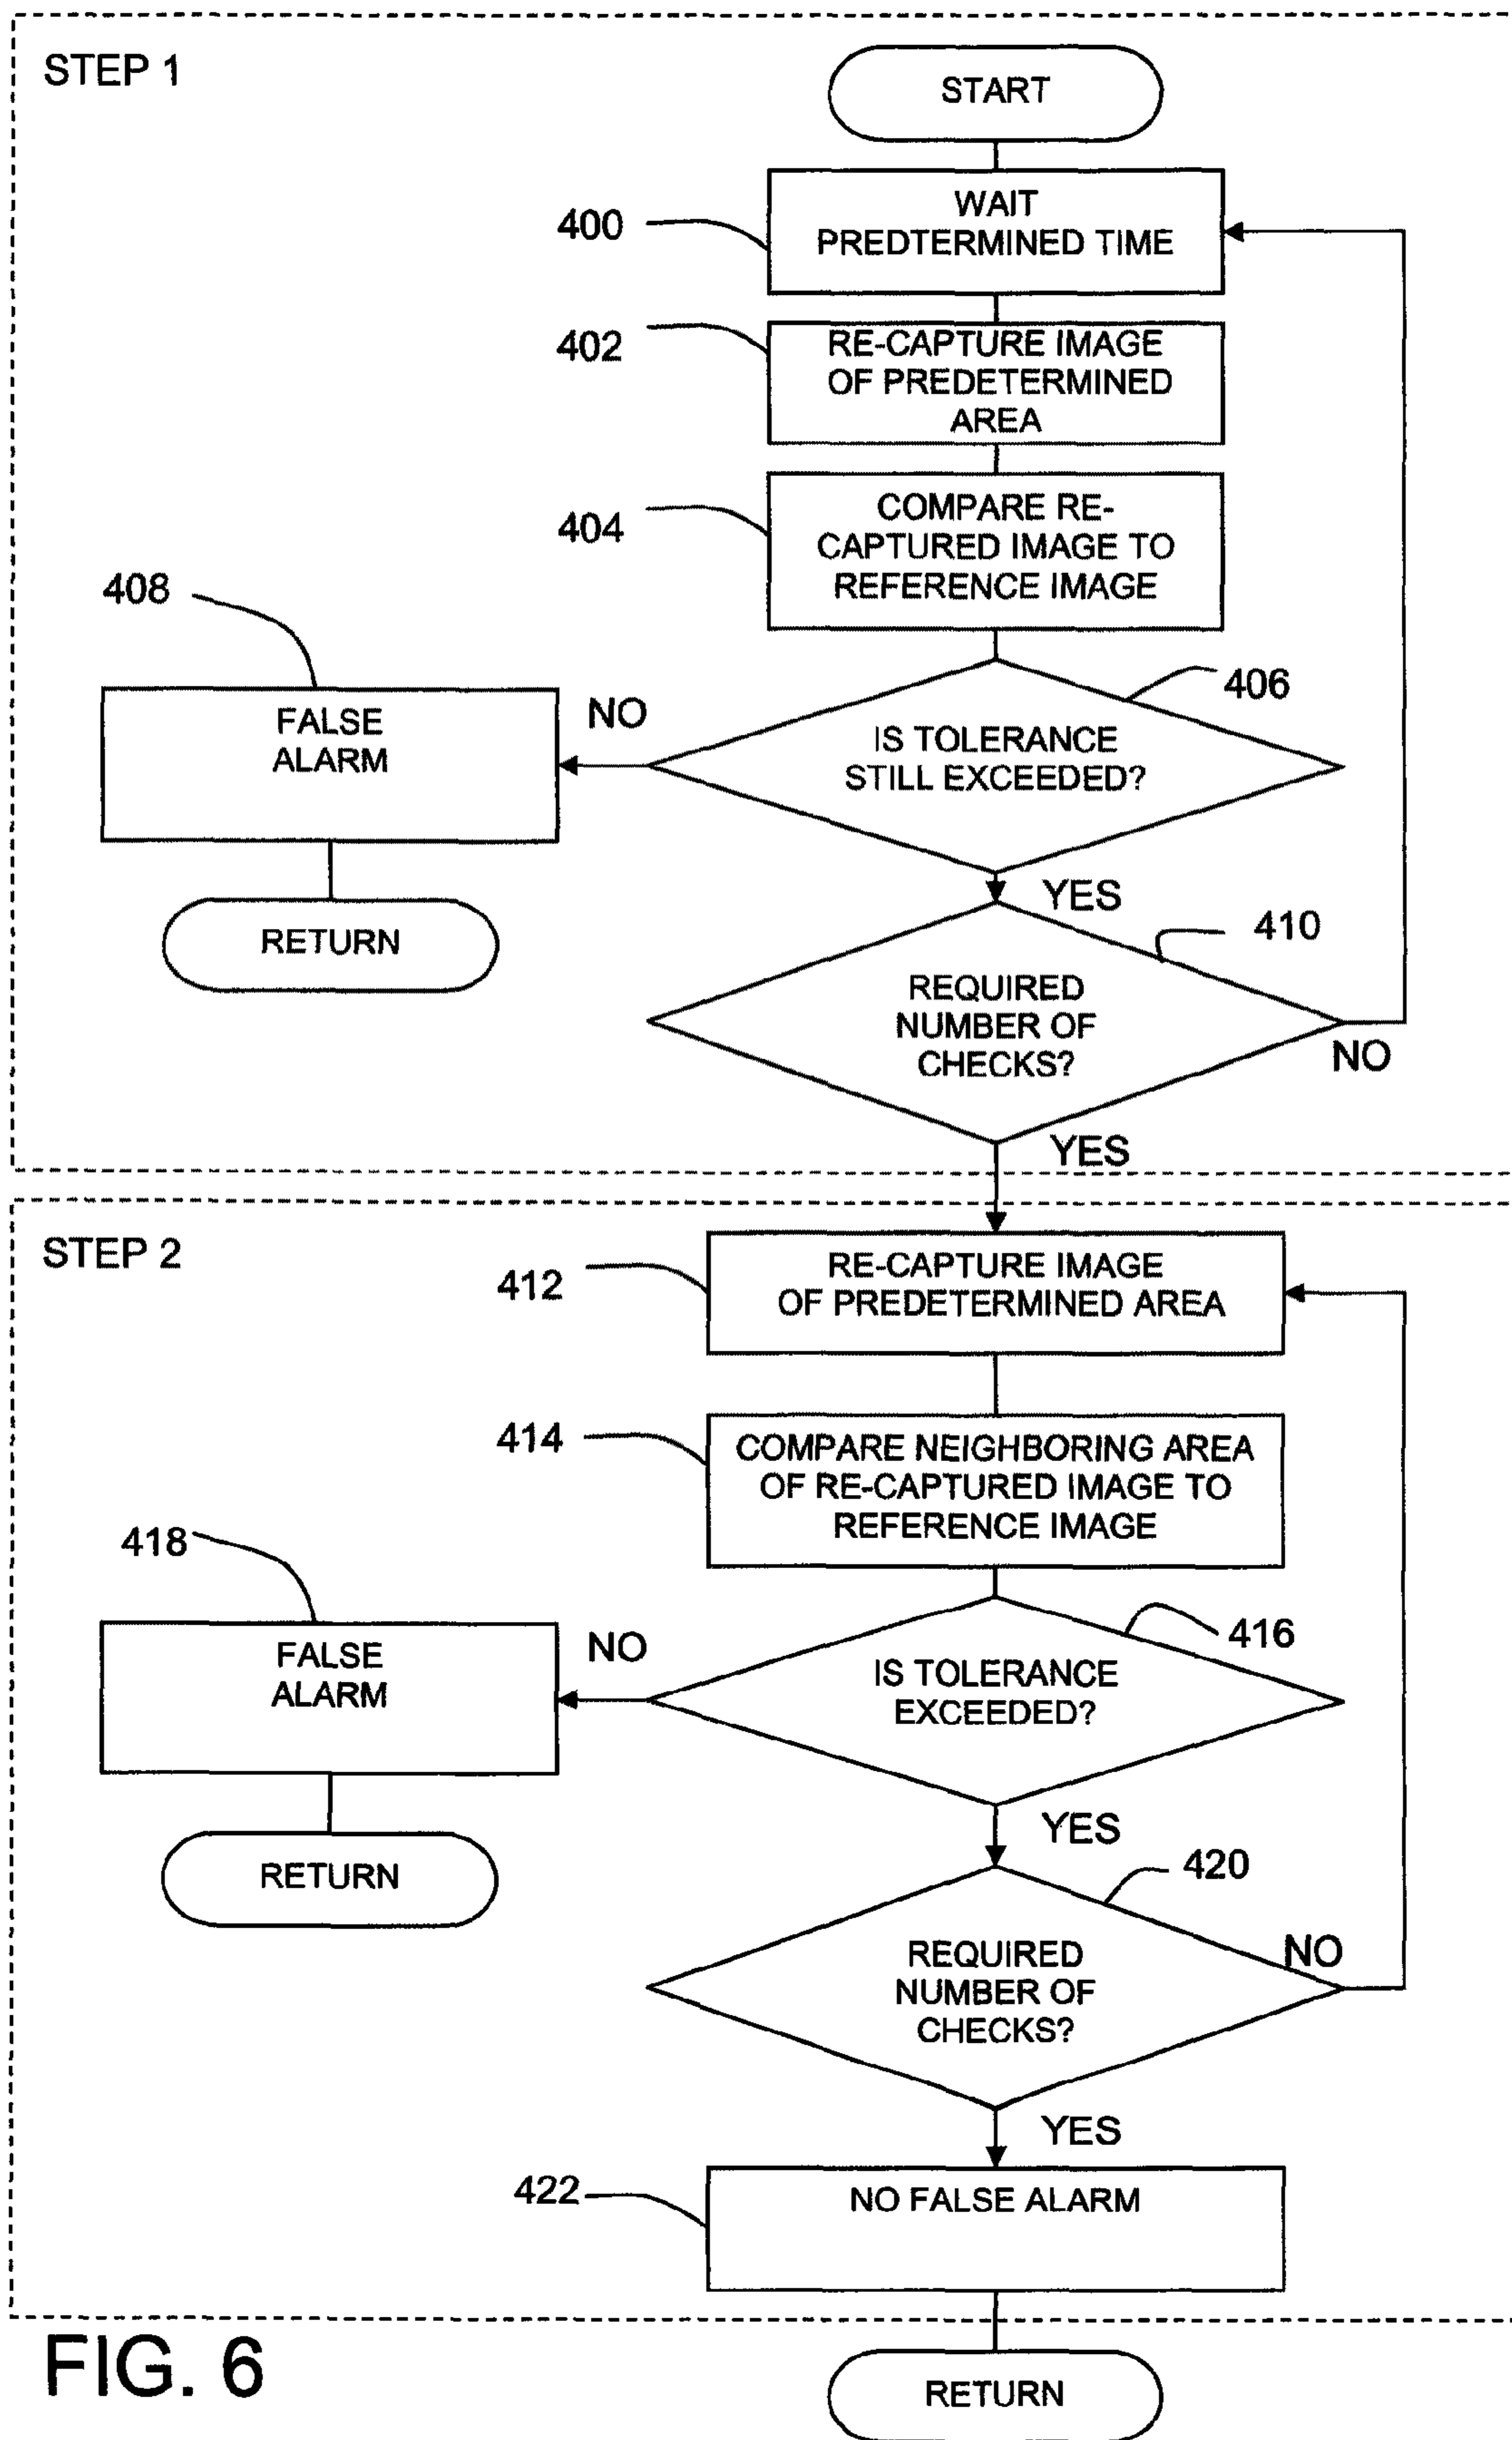 STEP 1
START
400
WAIT
PREDTERMINED TIME
402
RE-CAPTURE IMAGE
OF PREDETERMINED
AREA
404
COMPARE RE-
CAPTURED IMAGE TO
REFERENCE IMAGE
408
406
FALSE
ALARM
NO
IS TOLERANCE
STILL EXCEEDED?
YES
RETURN
410
REQUIRED
NUMBER OF
CHECKS?
NO
YES
STEP 2
412
RE-CAPTURE IMAGE
OF PREDETERMINED AREA
414
COMPARE NEIGHBORING AREA
OF RE-CAPTURED IMAGE TO
REFERENCE IMAGE
418
416
FALSE
ALARM
NO
IS TOLERANCE
EXCEEDED?
YES
RETURN
420
REQUIRED
NUMBER OF
CHECKS?
NO
YES
422
NO FALSE ALARM
FIG. 6
RETURN